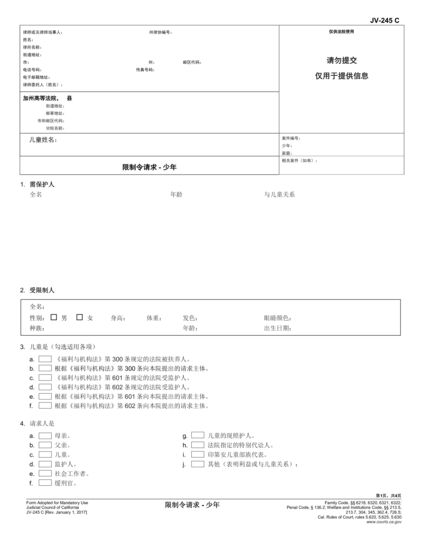 JV-245 C
律师或无律师当事人： 州律协编号：
姓名：
律所名称：
街道地址：
市： 州： 邮区代码：
电话号码： 传真号码：
电子邮箱地址：
律师委托人（姓名）：
仅供法院使用
请勿提交
仅用于提供信息
加州高等法院， 县
街道地址：
邮寄地址：
市和邮区代码：
分院名称：
儿童姓名：
案件编号：
少年：
家庭：
限制令请求 - 少年
相关案件（如有）：
1. 需保护人
全名 年龄 与儿童关系
2. 受限制人
全名：
性别： 男 女 身高： 体重： 发色： 眼睛颜色：
种族： 年龄： 出生日期：
3. 儿童是（勾选适用各项）
a. 《福利与机构法》第 300 条规定的法院被扶养人。
b. 根据《福利与机构法》第 300 条向本院提出的请求主体。
c. 《福利与机构法》第 601 条规定的法院受监护人。
d. 《福利与机构法》第 602 条规定的法院受监护人。
e. 根据《福利与机构法》第 601 条向本院提出的请求主体。
f. 根据《福利与机构法》第 602 条向本院提出的请求主体。
4. 请求人是
a. 母亲。 g. 儿童的现照护人。
b. 父亲。 h. 法院指定的特别代诉人。
c. 儿童。 i. 印第安儿童部族代表。
d. 监护人。 j. 其他（表明利益或与儿童关系）：
e. 社会工作者。
f. 缓刑官。
第1页，共4页
Form Adopted for Mandatory Use
Judicial Council of California
JV-245 C [Rev. January 1, 2017]
限制令请求 - 少年
Family Code, §§ 6218, 6320, 6321, 6322;
Penal Code, § 136.2; Welfare and Institutions Code, §§ 213.5,
213.7, 304, 345, 362.4, 726.5;
Cal. Rules of Court, rules 5.620, 5.625, 5.630
www.courts.ca.gov